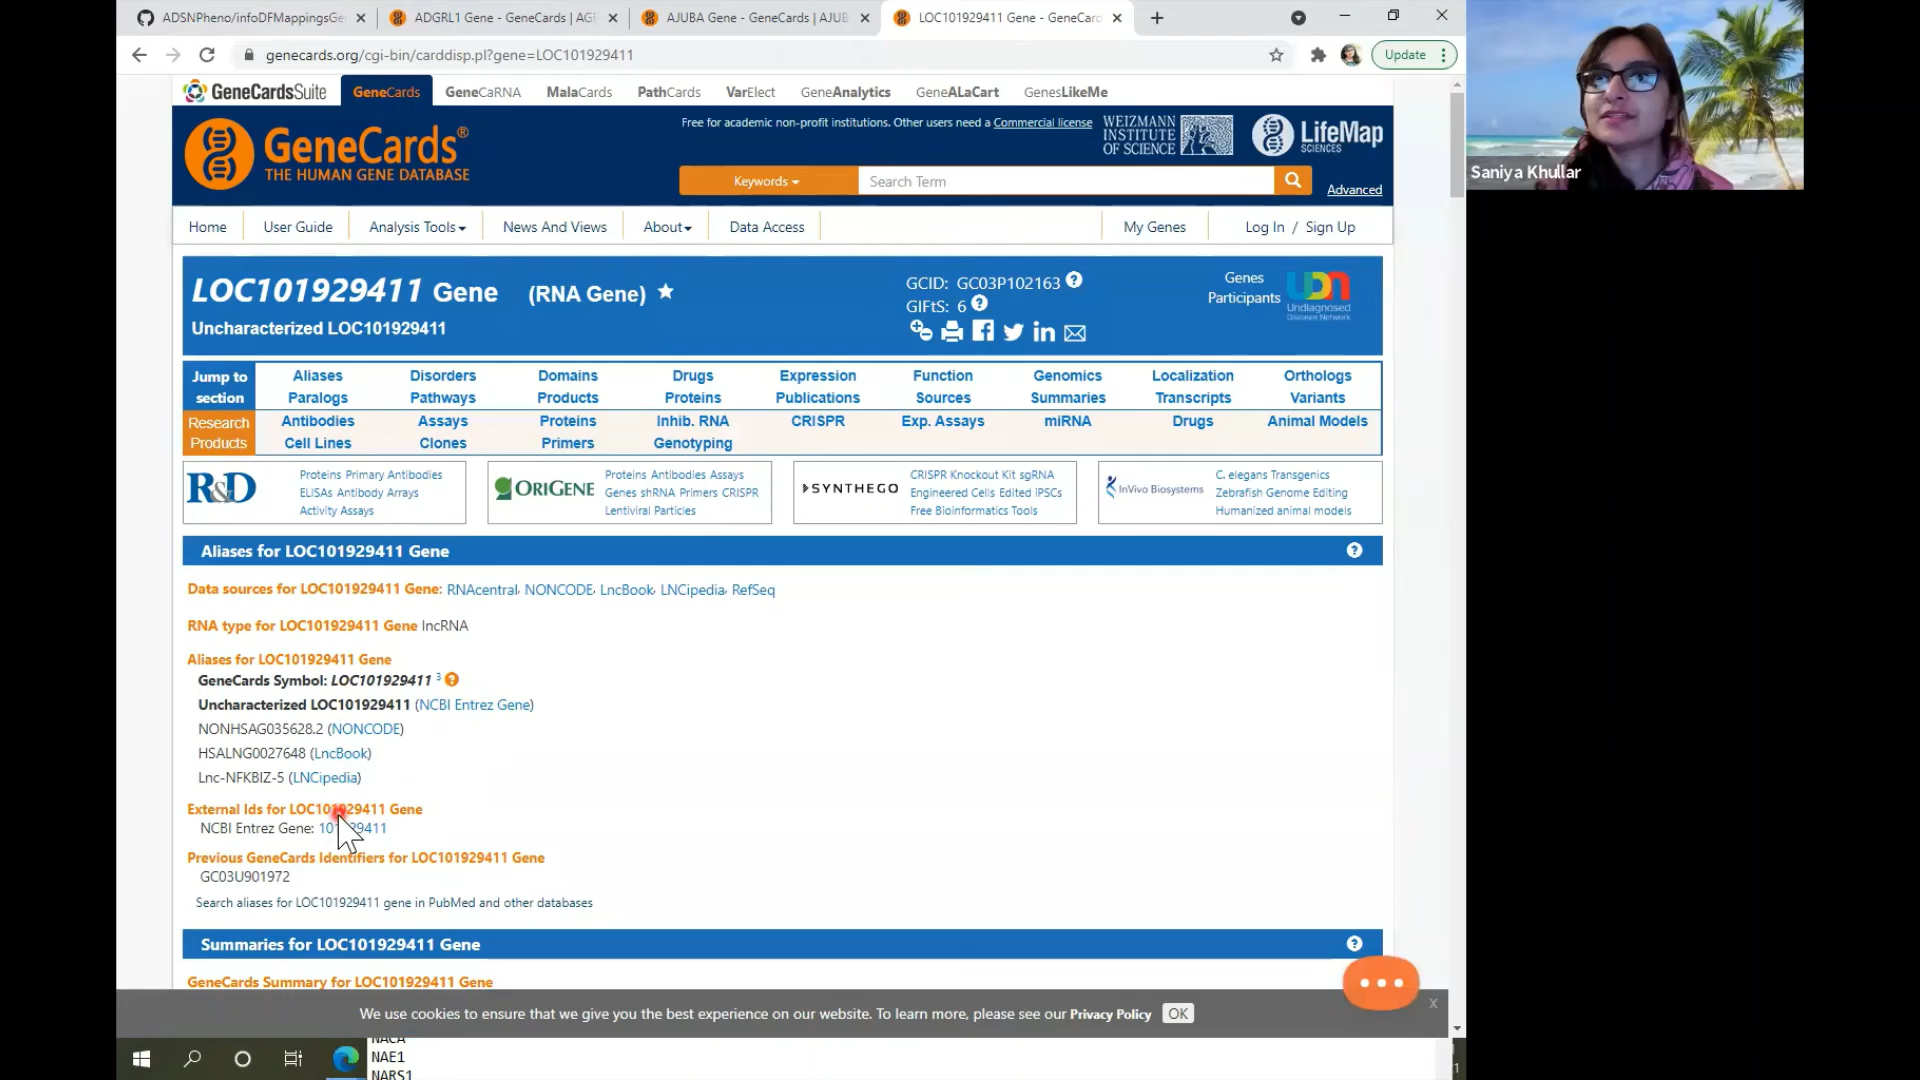 ADSNPheno/infoDFMappingsGe
ADGRL1 Gene - GeneCards | AGF
AJUBA Gene - GeneCards | AJUB
LOC101929411 Gene - GeneCard
genecards.org/cgi-bin/carddisp.pl?gene=LOC101929411
Update
GeneCardsSuite
GeneCards
GeneCaRNA
MalaCards
PathCards
VarElect
GeneAnalytics
GeneALaCart
GenesLikeMe
GeneCards®
THE HUMAN GENE DATABASE
Free for academic non-profit institutions. Other users need a Commercial license
WEIZMANN
INSTITUTE
OF SCIENCE
LifeMap
SCIENCES
Keywords
Search Term
Advanced
Saniya Khullar
Home
User Guide
Analysis Tools
News And Views
About
Data Access
My Genes
Log In / Sign Up
LOC101929411 Gene (RNA Gene)
Uncharacterized LOC101929411
GCID: GC03P102163
GIFtS: 6
Genes
Participants
UDN
Undiagnosed
Diseases Network
Jump to
section
Aliases Disorders Domains Drugs Expression Function Genomics Localization Orthologs
Paralogs Pathways Products Proteins Publications Sources Summaries Transcripts Variants
Research
Products
Antibodies Assays Proteins Inhib. RNA CRISPR Exp. Assays miRNA Drugs Animal Models
Cell Lines Clones Primers Genotyping
R&D
Proteins Primary Antibodies
ELISAs Antibody Arrays
Activity Assays
ORIGENE
Proteins Antibodies Assays
Genes shRNA Primers CRISPR
Lentiviral Particles
SYNTHEGO
CRISPR Knockout Kit sgRNA
Engineered Cells Edited iPSCs
Free Bioinformatics Tools
InVivo Biosystems
C. elegans Transgenics
Zebrafish Genome Editing
Humanized animal models
Aliases for LOC101929411 Gene
Data sources for LOC101929411 Gene: RNAcentral, NONCODE, LncBook, LNCipedia, RefSeq
RNA type for LOC101929411 Gene lncRNA
Aliases for LOC101929411 Gene
GeneCards Symbol: LOC101929411 3
Uncharacterized LOC101929411 (NCBI Entrez Gene)
NONHSAG035628.2 (NONCODE)
HSALNG0027648 (LncBook)
Lnc-NFKBIZ-5 (LNCipedia)
External Ids for LOC101929411 Gene
NCBI Entrez Gene: 101929411
Previous GeneCards Identifiers for LOC101929411 Gene
GC03U901972
Search aliases for LOC101929411 gene in PubMed and other databases
Summaries for LOC101929411 Gene
GeneCards Summary for LOC101929411 Gene
We use cookies to ensure that we give you the best experience on our website. To learn more, please see our Privacy Policy OK
x
NACA
NAE1
NARS1